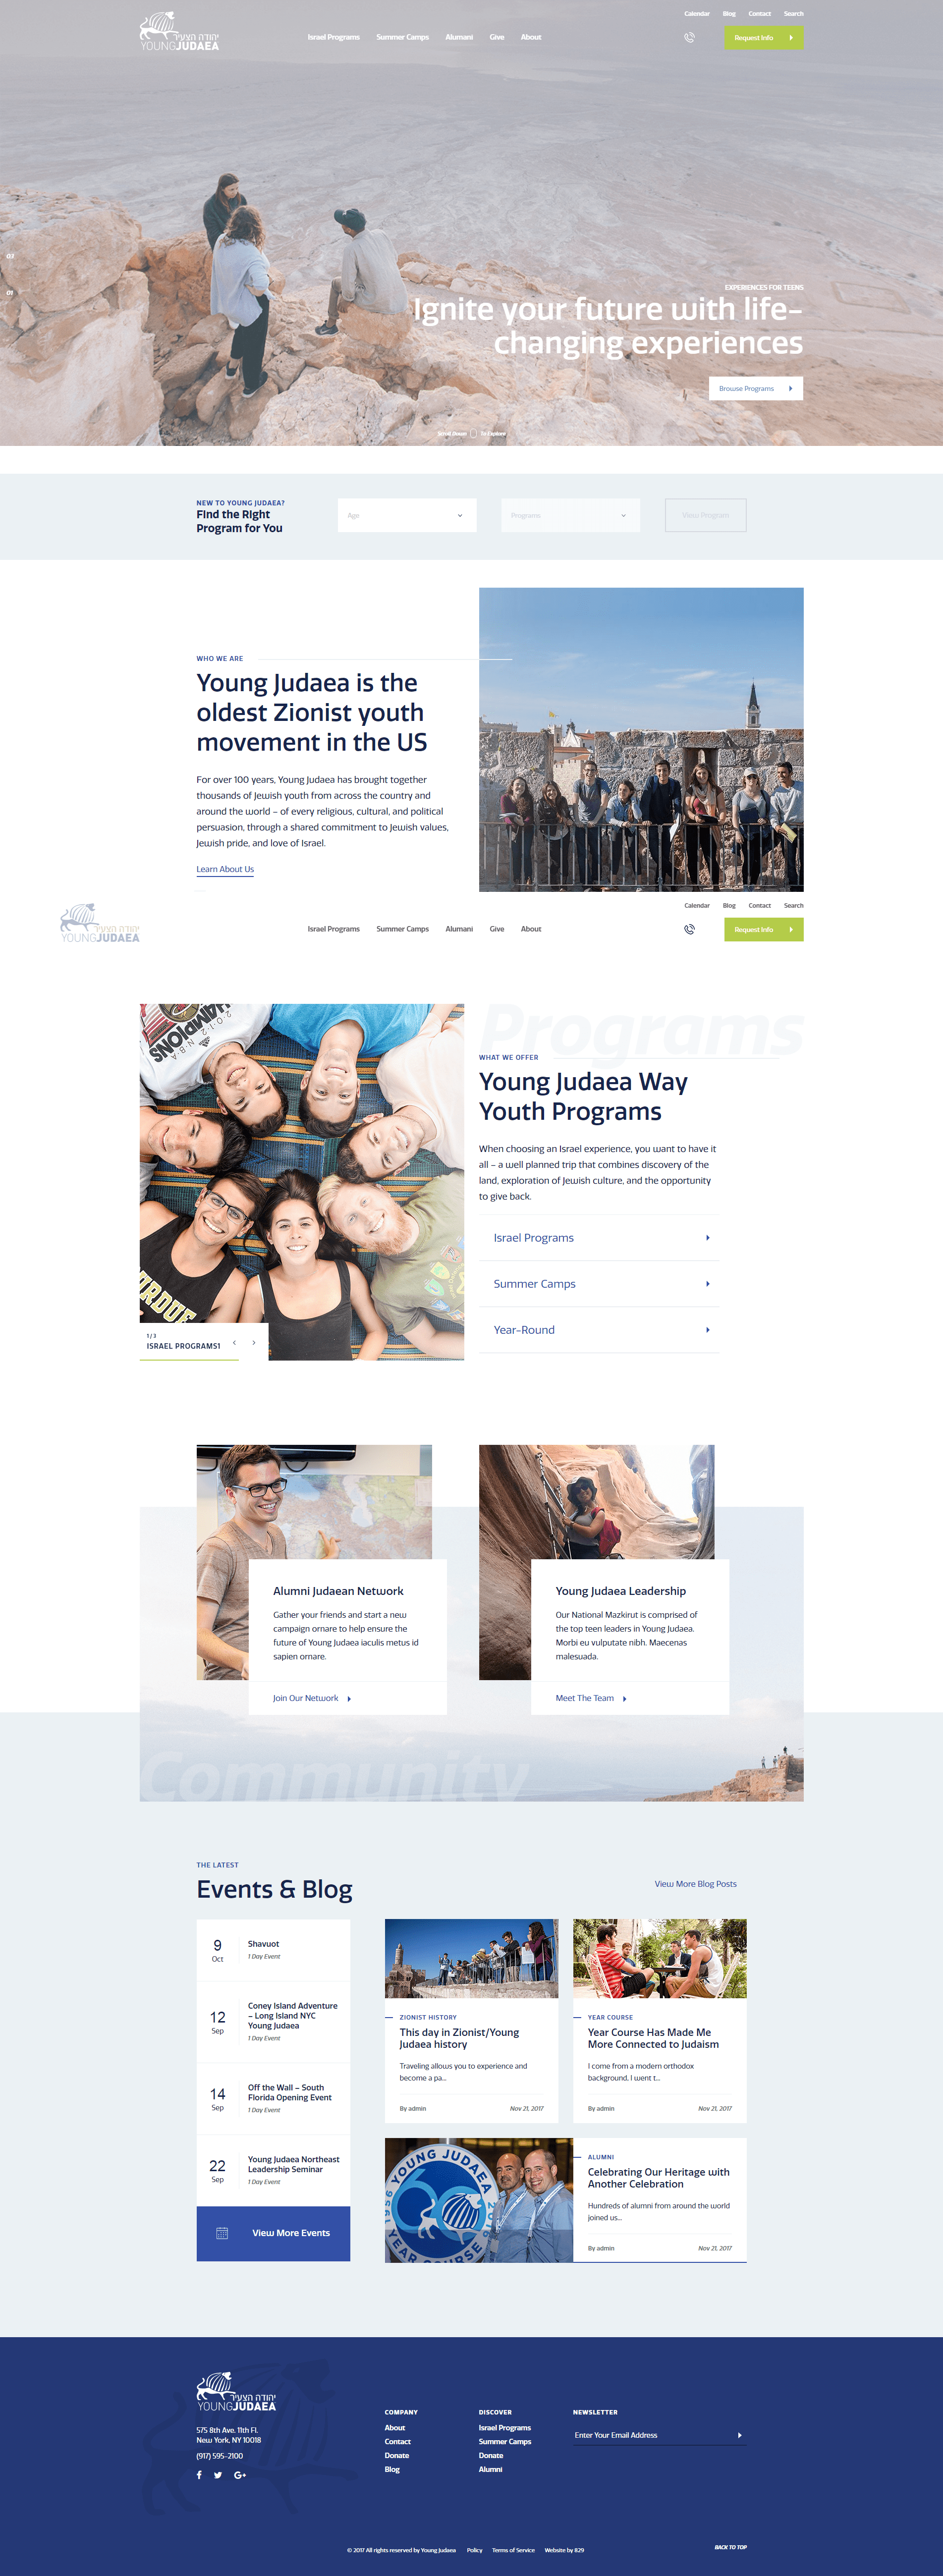 Calendar Blog Contact Search
יהודה הצעיר
YOUNGJUDAEA
Israel Programs Summer Camps Alumani Give About
Request Info
03
01
EXPERIENCES FOR TEENS
Ignite your future with life-
changing experiences
Browse Programs
Scroll Down To Explore
NEW TO YOUNG JUDAEA?
Find the Right
Program for You
Age
Programs
View Program
WHO WE ARE
Young Judaea is the
oldest Zionist youth
movement in the US
For over 100 years, Young Judaea has brought together
thousands of Jewish youth from across the country and
around the world – of every religious, cultural, and political
persuasion, through a shared commitment to Jewish values,
Jewish pride, and love of Israel.
Learn About Us
Calendar Blog Contact Search
יהודה הצעיר
YOUNGJUDAEA
Israel Programs Summer Camps Alumani Give About
Request Info
Programs
WHAT WE OFFER
Young Judaea Way
Youth Programs
When choosing an Israel experience, you want to have it
all – a well planned trip that combines discovery of the
land, exploration of Jewish culture, and the opportunity
to give back.
Israel Programs
Summer Camps
Year-Round
PURDUE
1 / 3
ISRAEL PROGRAMS1
Alumni Judaean Network
Gather your friends and start a new
campaign ornare to help ensure the
future of Young Judaea iaculis metus id
sapien ornare.
Join Our Network
Young Judaea Leadership
Our National Mazkirut is comprised of
the top teen leaders in Young Judaea.
Morbi eu vulputate nibh. Maecenas
malesuada.
Meet The Team
Community
THE LATEST
Events & Blog
View More Blog Posts
9
Oct
Shavuot
1 Day Event
12
Sep
Coney Island Adventure
– Long Island NYC
Young Judaea
1 Day Event
14
Sep
Off the Wall – South
Florida Opening Event
1 Day Event
22
Sep
Young Judaea Northeast
Leadership Seminar
1 Day Event
View More Events
ZIONIST HISTORY
This day in Zionist/Young
Judaea history
Traveling allows you to experience and
become a pa...
By admin Nov 21, 2017
YEAR COURSE
Year Course Has Made Me
More Connected to Judaism
I come from a modern orthodox
background, I went t...
By admin Nov 21, 2017
YOUNG JUDAEA
1956
YEAR COURSE
ALUMNI
Celebrating Our Heritage with
Another Celebration
Hundreds of alumni from around the world
joined us...
By admin Nov 21, 2017
יהודה הצעיר
YOUNGJUDAEA
575 8th Ave. 11th Fl.
New York, NY 10018
(917) 595-2100
COMPANY
About
Contact
Donate
Blog
DISCOVER
Israel Programs
Summer Camps
Donate
Alumni
NEWSLETTER
Enter Your Email Address
© 2017 All rights reserved by Young Judaea Policy Terms of Service Website by 829
BACK TO TOP